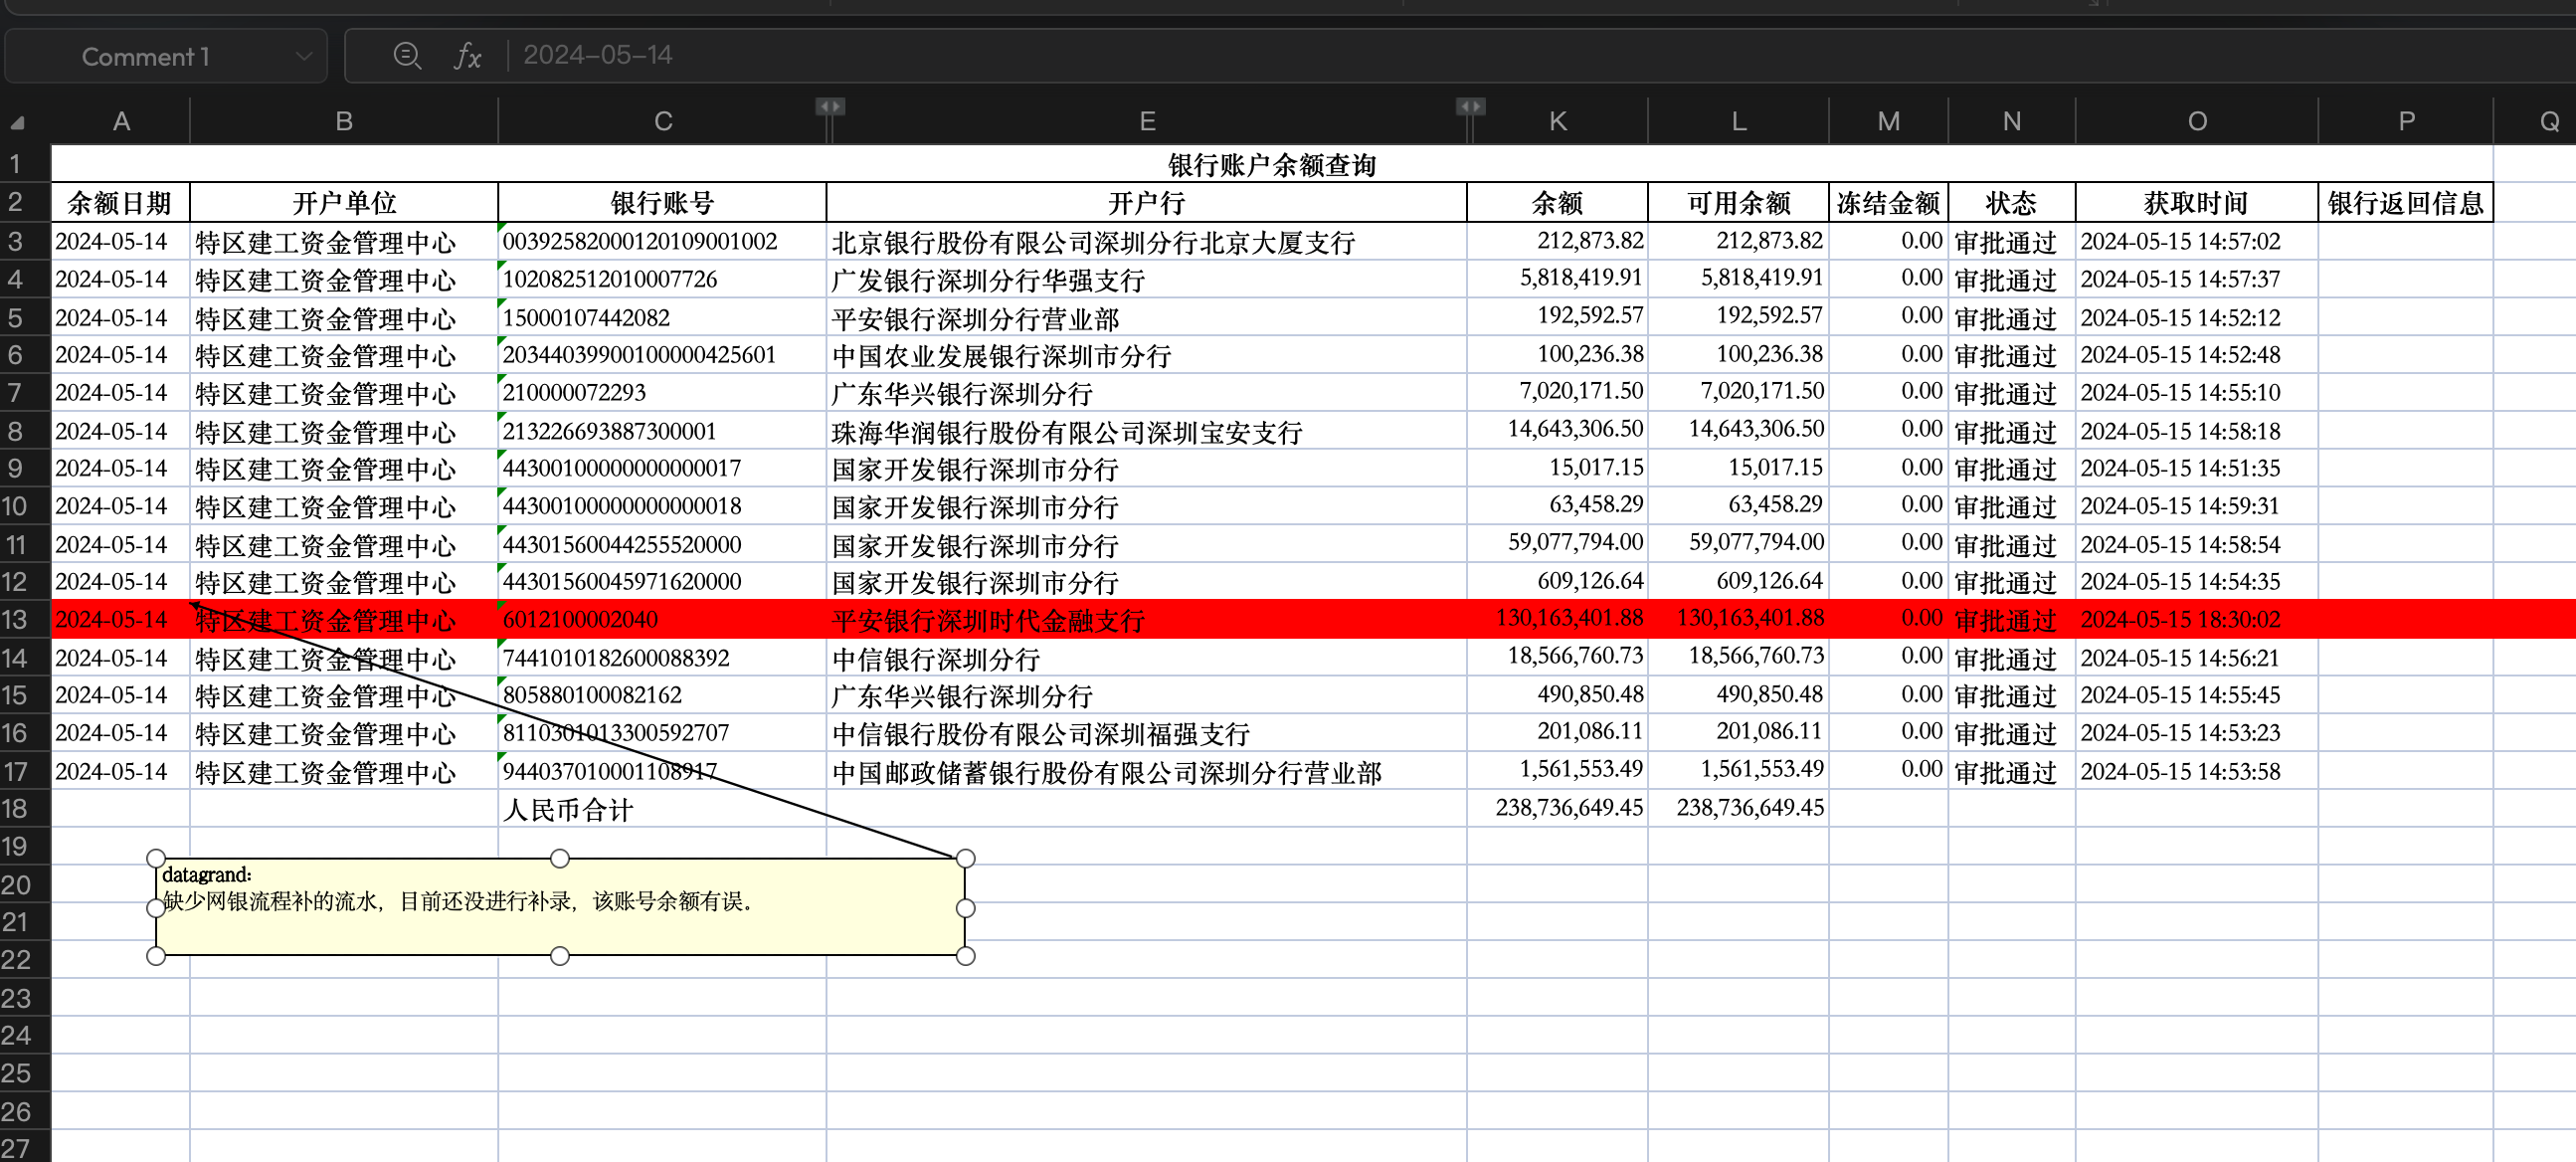 Comment 1 fx 2024-05-14
A B C E K L M N O P Q
1 银行账户余额查询
2 余额日期 开户单位 银行账号 开户行 余额 可用余额 冻结金额 状态 获取时间 银行返回信息
3 2024-05-14 特区建工资金管理中心 00392582000120109001002 北京银行股份有限公司深圳分行北京大厦支行 212,873.82 212,873.82 0.00 审批通过 2024-05-15 14:57:02
4 2024-05-14 特区建工资金管理中心 102082512010007726 广发银行深圳分行华强支行 5,818,419.91 5,818,419.91 0.00 审批通过 2024-05-15 14:57:37
5 2024-05-14 特区建工资金管理中心 15000107442082 平安银行深圳分行营业部 192,592.57 192,592.57 0.00 审批通过 2024-05-15 14:52:12
6 2024-05-14 特区建工资金管理中心 20344039900100000425601 中国农业发展银行深圳市分行 100,236.38 100,236.38 0.00 审批通过 2024-05-15 14:52:48
7 2024-05-14 特区建工资金管理中心 210000072293 广东华兴银行深圳分行 7,020,171.50 7,020,171.50 0.00 审批通过 2024-05-15 14:55:10
8 2024-05-14 特区建工资金管理中心 213226693887300001 珠海华润银行股份有限公司深圳宝安支行 14,643,306.50 14,643,306.50 0.00 审批通过 2024-05-15 14:58:18
9 2024-05-14 特区建工资金管理中心 44300100000000000017 国家开发银行深圳市分行 15,017.15 15,017.15 0.00 审批通过 2024-05-15 14:51:35
10 2024-05-14 特区建工资金管理中心 44300100000000000018 国家开发银行深圳市分行 63,458.29 63,458.29 0.00 审批通过 2024-05-15 14:59:31
11 2024-05-14 特区建工资金管理中心 44301560044255520000 国家开发银行深圳市分行 59,077,794.00 59,077,794.00 0.00 审批通过 2024-05-15 14:58:54
12 2024-05-14 特区建工资金管理中心 44301560045971620000 国家开发银行深圳市分行 609,126.64 609,126.64 0.00 审批通过 2024-05-15 14:54:35
13 2024-05-14 特区建工资金管理中心 6012100002040 平安银行深圳时代金融支行 130,163,401.88 130,163,401.88 0.00 审批通过 2024-05-15 18:30:02
14 2024-05-14 特区建工资金管理中心 7441010182600088392 中信银行深圳分行 18,566,760.73 18,566,760.73 0.00 审批通过 2024-05-15 14:56:21
15 2024-05-14 特区建工资金管理中心 805880100082162 广东华兴银行深圳分行 490,850.48 490,850.48 0.00 审批通过 2024-05-15 14:55:45
16 2024-05-14 特区建工资金管理中心 8110301013300592707 中信银行股份有限公司深圳福强支行 201,086.11 201,086.11 0.00 审批通过 2024-05-15 14:53:23
17 2024-05-14 特区建工资金管理中心 944037010001108917 中国邮政储蓄银行股份有限公司深圳分行营业部 1,561,553.49 1,561,553.49 0.00 审批通过 2024-05-15 14:53:58
18 人民币合计 238,736,649.45 238,736,649.45
19
20 datagrand:
21 缺少网银流程补的流水，目前还没进行补录，该账号余额有误。
22
23
24
25
26
27